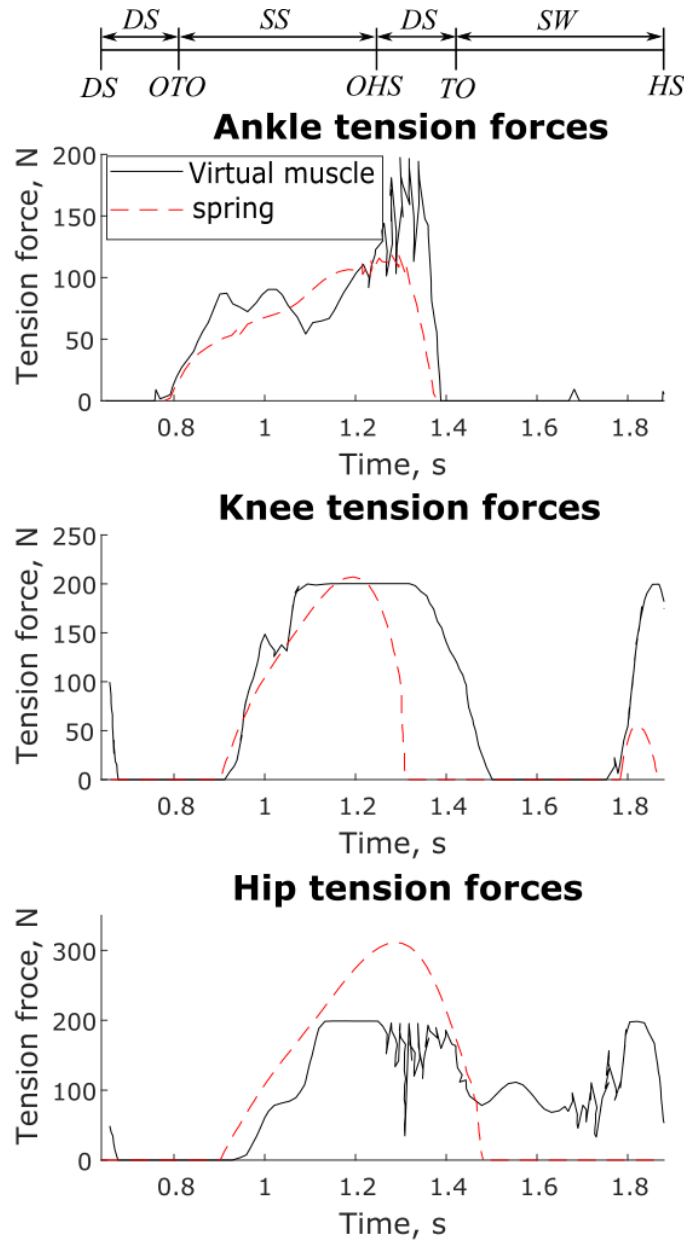 DS SS DS SW
DS OTO OHS TO HS
Ankle tension forces
Virtual muscle
spring
Tension force, N
200
150
100
50
0
0.8 1 1.2 1.4 1.6 1.8
Time, s
Knee tension forces
Tension force, N
250
200
150
100
50
0
0.8 1 1.2 1.4 1.6 1.8
Time, s
Hip tension forces
Tension froce, N
300
200
100
0
0.8 1 1.2 1.4 1.6 1.8
Time, s